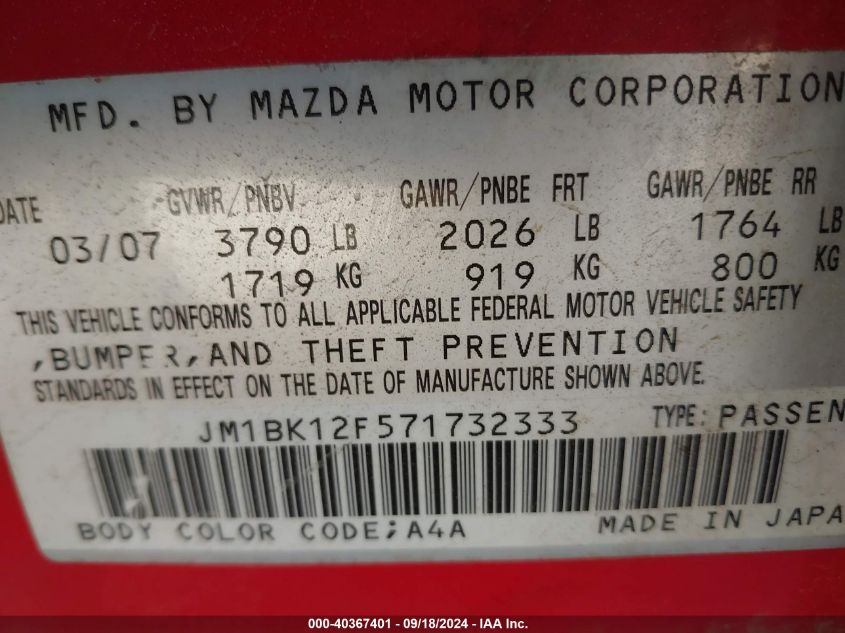 MFD. BY MAZDA MOTOR CORPORATION
DATE GVWR/PNBV GAWR/PNBE FRT GAWR/PNBE RR
03/07 3790 LB 2026 LB 1764 LB
1719 KG 919 KG 800 KG
THIS VEHICLE CONFORMS TO ALL APPLICABLE FEDERAL MOTOR VEHICLE SAFETY
,BUMPER,AND THEFT PREVENTION
STANDARDS IN EFFECT ON THE DATE OF MANUFACTURE SHOWN ABOVE.
JM1BK12F571732333 TYPE: PASSEN
BODY COLOR CODE;A4A MADE IN JAPA
000-40367401 - 09/18/2024 - IAA Inc.